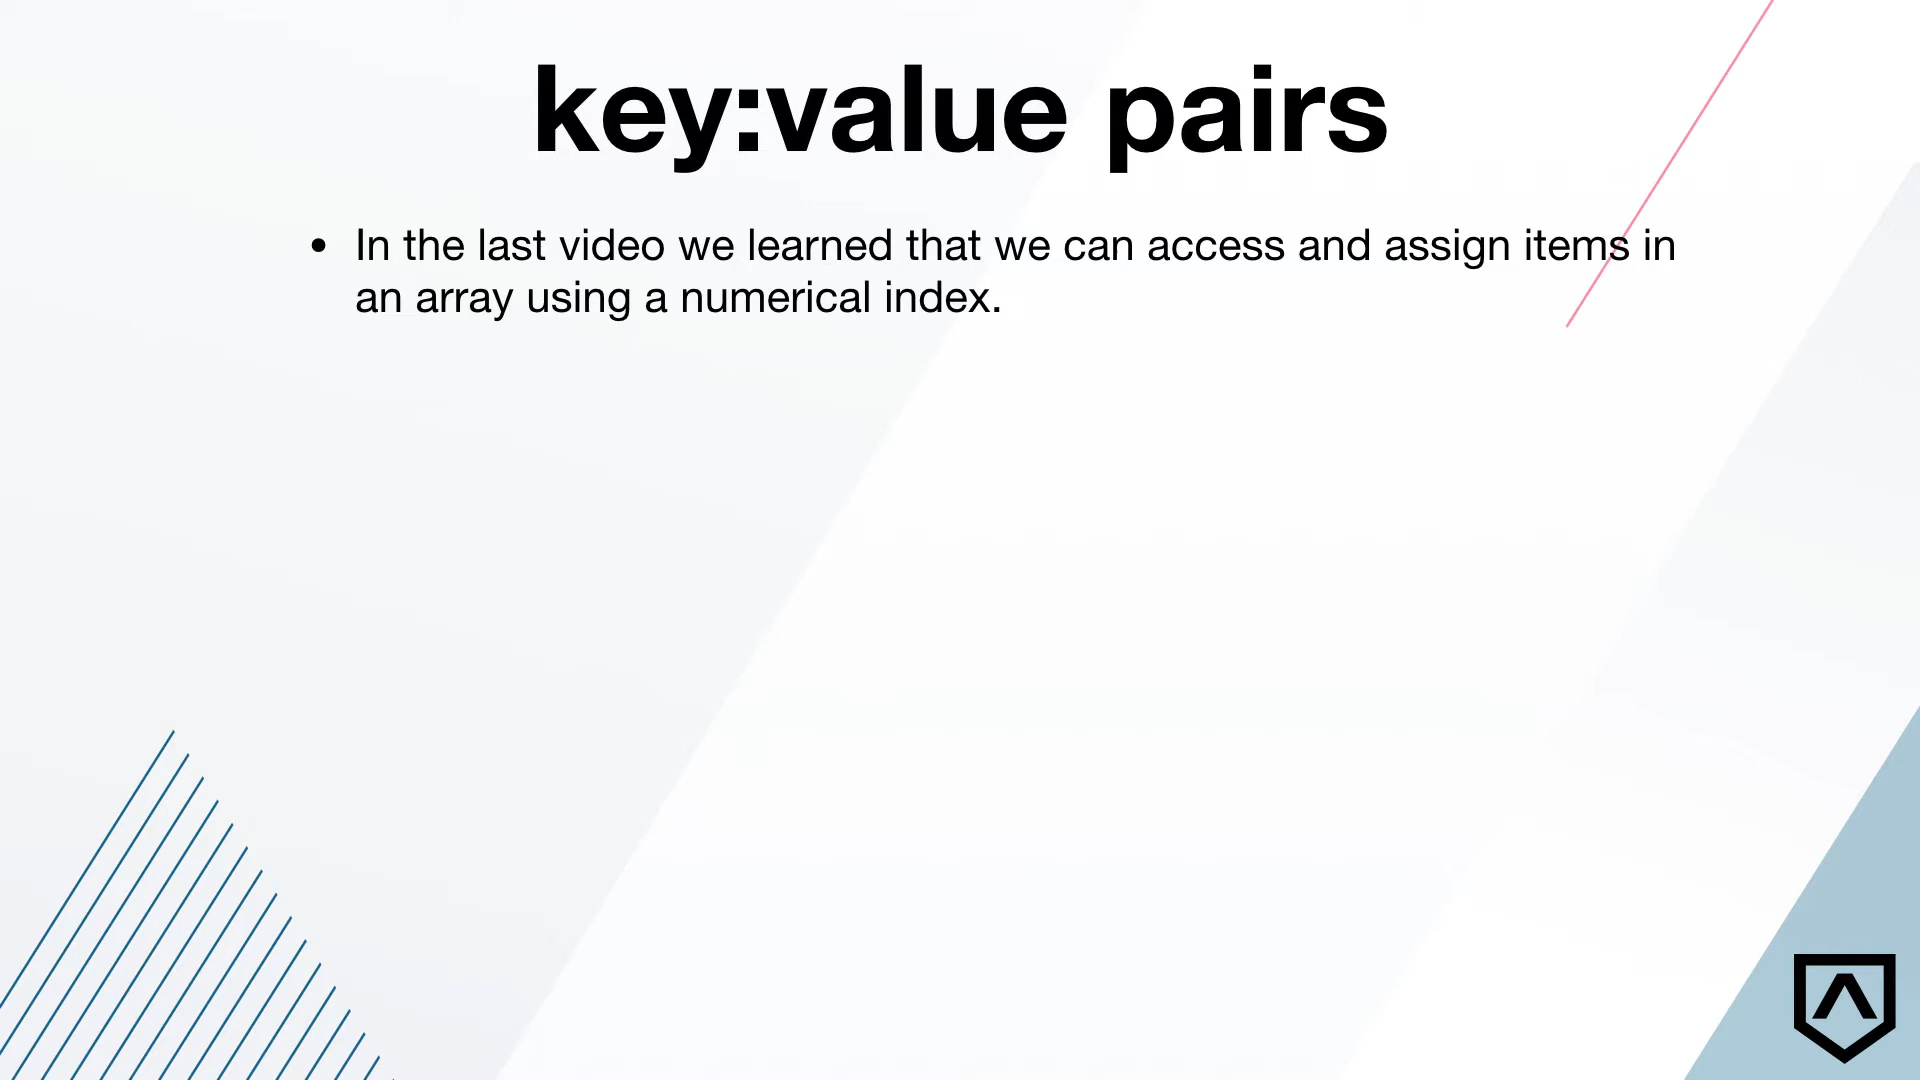 key:value pairs
• In the last video we learned that we can access and assign items in
an array using a numerical index.